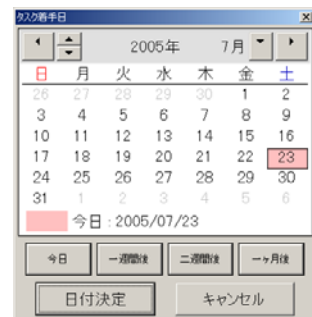 タスク着手日
2005年 7月
日 月 火 水 木 金 土
26 27 28 29 30 1 2
3 4 5 6 7 8 9
10 11 12 13 14 15 16
17 18 19 20 21 22 23
24 25 26 27 28 29 30
31 1 2 3 4 5 6
今日 : 2005/07/23
今日 一週間後 二週間後 一ヶ月後
日付決定 キャンセル